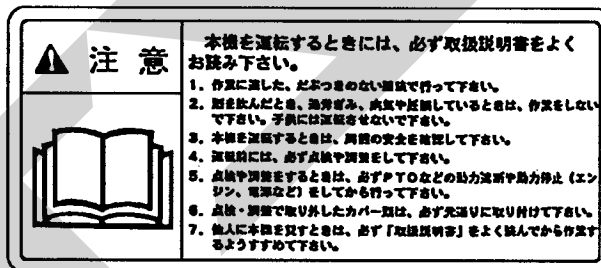 注 意
本機を運転するときには、必ず取扱説明書をよく
お読み下さい。
1. 作業に適した、だぶつきのない服装で行って下さい。
2. 酒を飲んだとき、過労ぎみ、病気や妊娠しているときは、作業をしない
で下さい。子供には運転させないで下さい。
3. 本機を運転するときは、周囲の安全を確認して下さい。
4. 運転前には、必ず点検や調整をして下さい。
5. 点検や調整をするときは、必ずPTOなどの動力遮断や動力停止（エン
ジン、電源など）をしてから行って下さい。
6. 点検・調整で取り外したカバー類は、必ず元通りに取り付けて下さい。
7. 他人に本機を貸すときは、必ず「取扱説明書」をよく読んでから作業す
るようすすめて下さい。